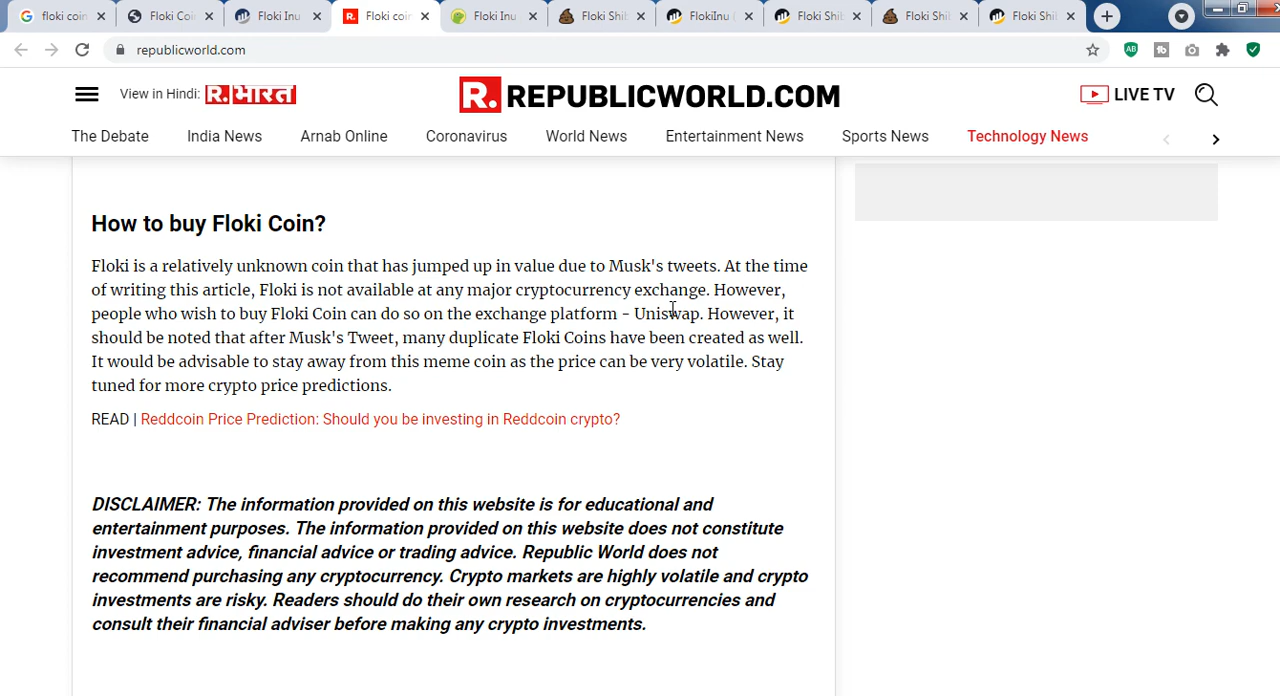 floki coin
Floki Coi
Floki Inu
Floki coin
Floki Inu
Floki Shib
FlokiInu (
Floki Shib
Floki Shib
Floki Shib
republicworld.com
View in Hindi: R. भारत
R. REPUBLICWORLD.COM
LIVE TV
The Debate India News Arnab Online Coronavirus World News Entertainment News Sports News Technology News
How to buy Floki Coin?
Floki is a relatively unknown coin that has jumped up in value due to Musk's tweets. At the time
of writing this article, Floki is not available at any major cryptocurrency exchange. However,
people who wish to buy Floki Coin can do so on the exchange platform - Uniswap. However, it
should be noted that after Musk's Tweet, many duplicate Floki Coins have been created as well.
It would be advisable to stay away from this meme coin as the price can be very volatile. Stay
tuned for more crypto price predictions.
READ | Reddcoin Price Prediction: Should you be investing in Reddcoin crypto?
DISCLAIMER: The information provided on this website is for educational and
entertainment purposes. The information provided on this website does not constitute
investment advice, financial advice or trading advice. Republic World does not
recommend purchasing any cryptocurrency. Crypto markets are highly volatile and crypto
investments are risky. Readers should do their own research on cryptocurrencies and
consult their financial adviser before making any crypto investments.